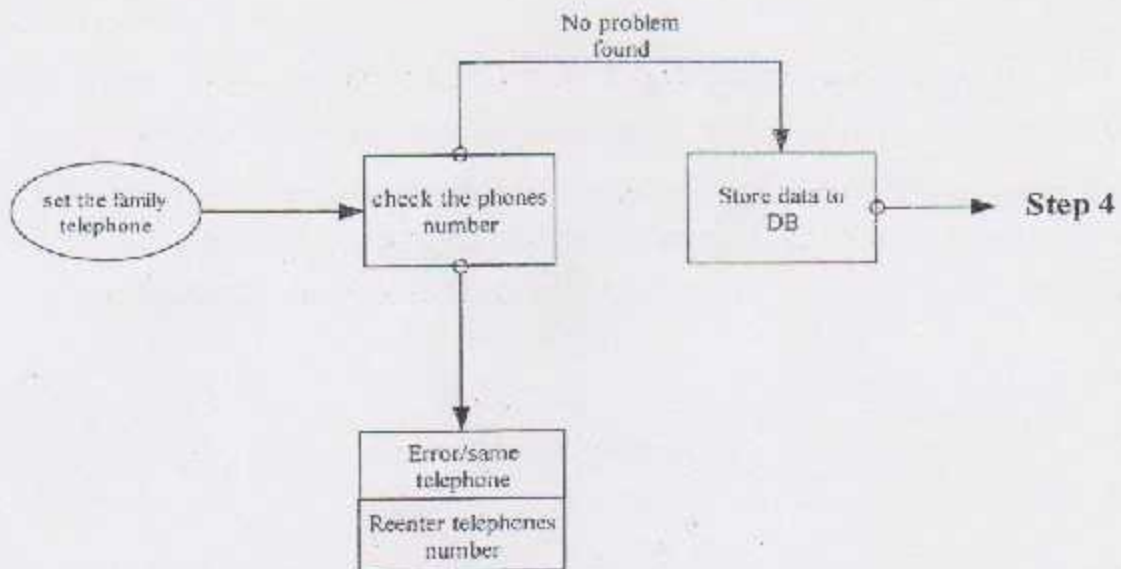 No problem
found
set the family
telephone
check the phones
number
Store data to
DB
Step 4
Error/same
telephone
Reenter telephones
number